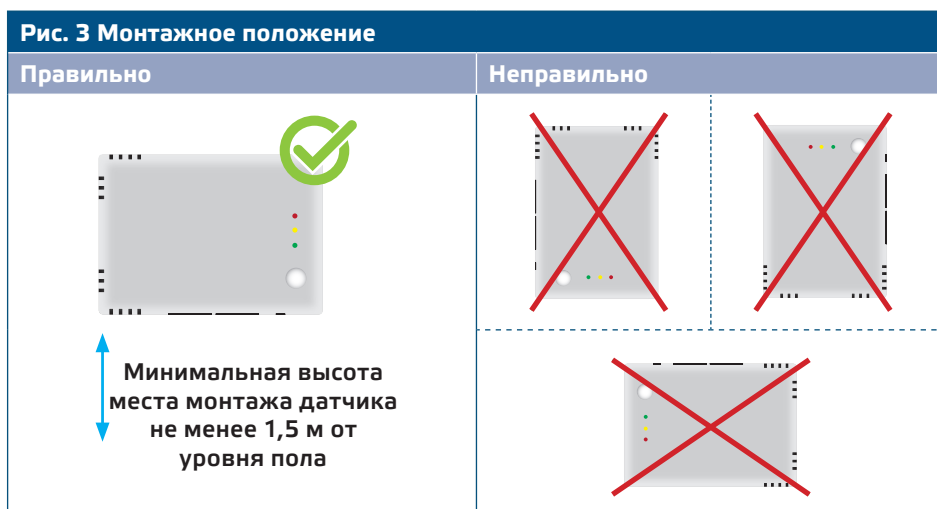 Рис. 3 Монтажное положение
Правильно
Неправильно
Минимальная высота
места монтажа датчика
не менее 1,5 м от
уровня пола